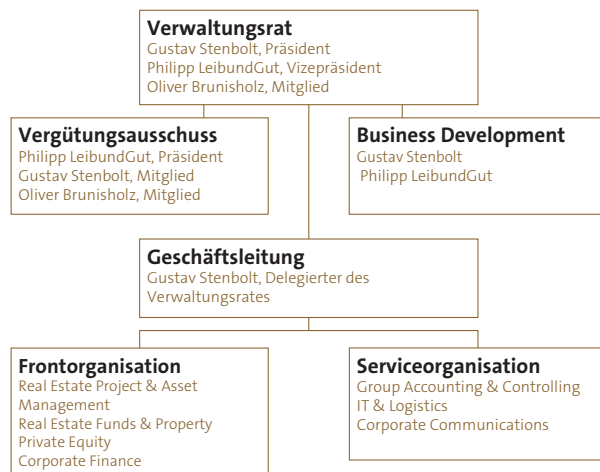 Verwaltungsrat
Gustav Stenbolt, Präsident
Philipp LeibundGut, Vizepräsident
Oliver Brunisholz, Mitglied
Vergütungsausschuss
Philipp LeibundGut, Präsident
Gustav Stenbolt, Mitglied
Oliver Brunisholz, Mitglied
Business Development
Gustav Stenbolt
Philipp LeibundGut
Geschäftsleitung
Gustav Stenbolt, Delegierter des
Verwaltungsrates
Frontorganisation
Real Estate Project & Asset
Management
Real Estate Funds & Property
Private Equity
Corporate Finance
Serviceorganisation
Group Accounting & Controlling
IT & Logistics
Corporate Communications